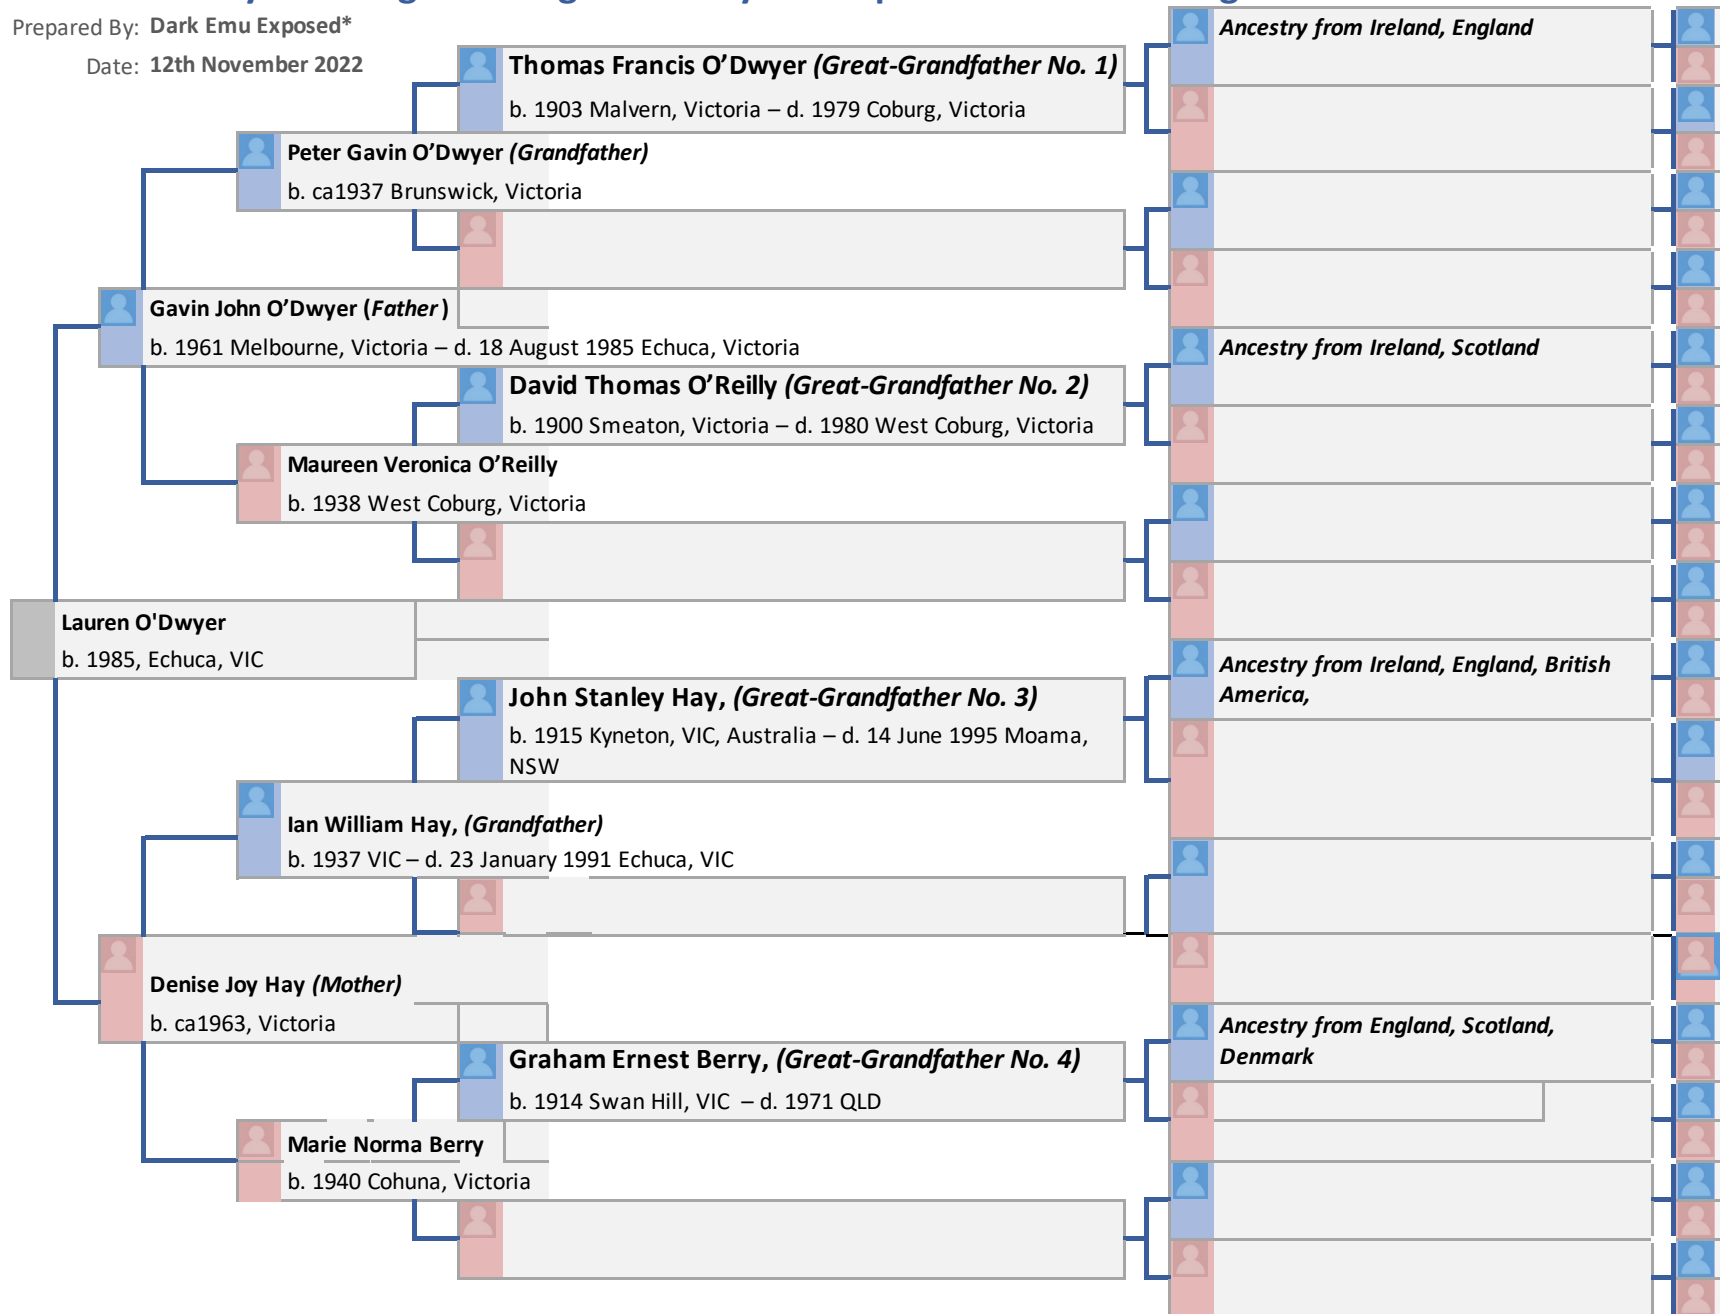 Prepared By: Dark Emu Exposed*
Date: 12th November 2022
Thomas Francis O’Dwyer (Great-Grandfather No. 1)
b. 1903 Malvern, Victoria – d. 1979 Coburg, Victoria
Ancestry from Ireland, England
Peter Gavin O’Dwyer (Grandfather)
b. ca1937 Brunswick, Victoria
Gavin John O’Dwyer (Father)
b. 1961 Melbourne, Victoria – d. 18 August 1985 Echuca, Victoria
Ancestry from Ireland, Scotland
David Thomas O’Reilly (Great-Grandfather No. 2)
b. 1900 Smeaton, Victoria – d. 1980 West Coburg, Victoria
Maureen Veronica O’Reilly
b. 1938 West Coburg, Victoria
Lauren O'Dwyer
b. 1985, Echuca, VIC
Ancestry from Ireland, England, British
America,
John Stanley Hay, (Great-Grandfather No. 3)
b. 1915 Kyneton, VIC, Australia – d. 14 June 1995 Moama,
NSW
Ian William Hay, (Grandfather)
b. 1937 VIC – d. 23 January 1991 Echuca, VIC
Denise Joy Hay (Mother)
b. ca1963, Victoria
Ancestry from England, Scotland,
Denmark
Graham Ernest Berry, (Great-Grandfather No. 4)
b. 1914 Swan Hill, VIC – d. 1971 QLD
Marie Norma Berry
b. 1940 Cohuna, Victoria